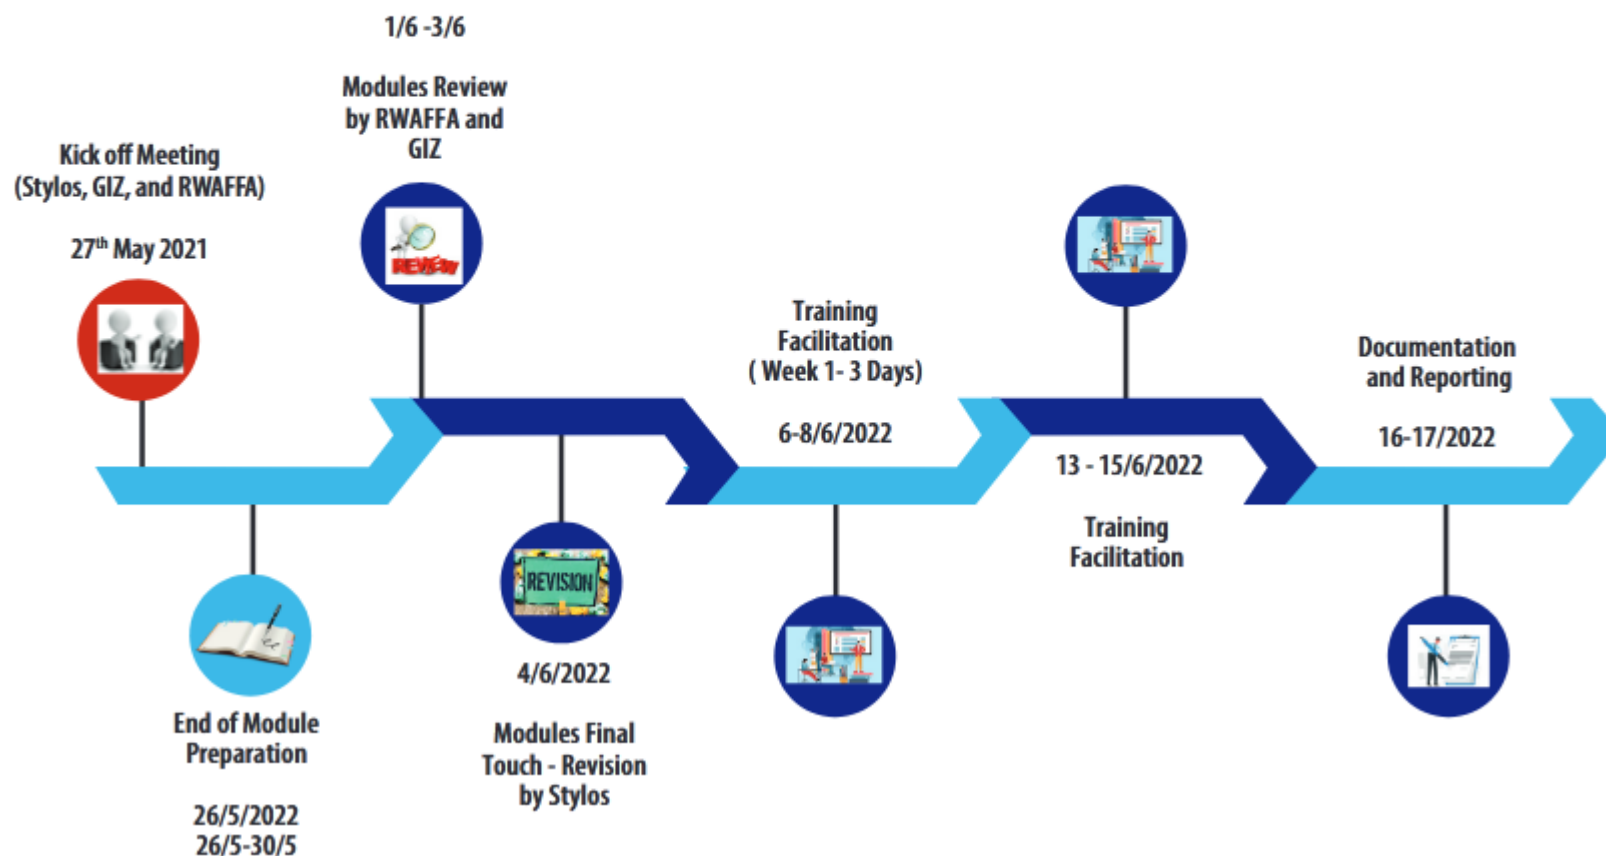 Kick off Meeting
(Stylos, GIZ, and RWAFFA)
27th May 2021
End of Module
Preparation
26/5/2022
26/5-30/5
1/6 -3/6
Modules Review
by RWAFFA and
GIZ
REVIEW
REVISION
4/6/2022
Modules Final
Touch - Revision
by Stylos
Training
Facilitation
( Week 1- 3 Days)
6-8/6/2022
13 - 15/6/2022
Training
Facilitation
Documentation
and Reporting
16-17/2022